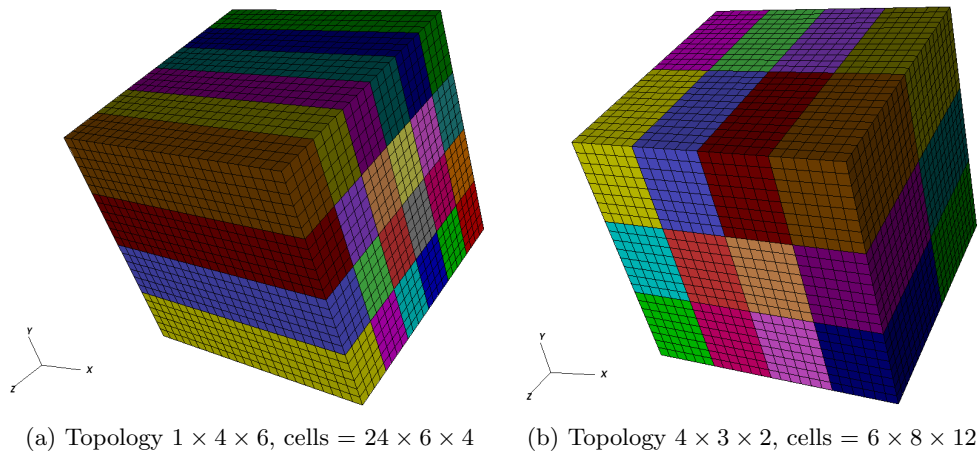 Y
X
Z
Y
X
Z
(a) Topology 1 × 4 × 6, cells = 24 × 6 × 4
(b) Topology 4 × 3 × 2, cells = 6 × 8 × 12